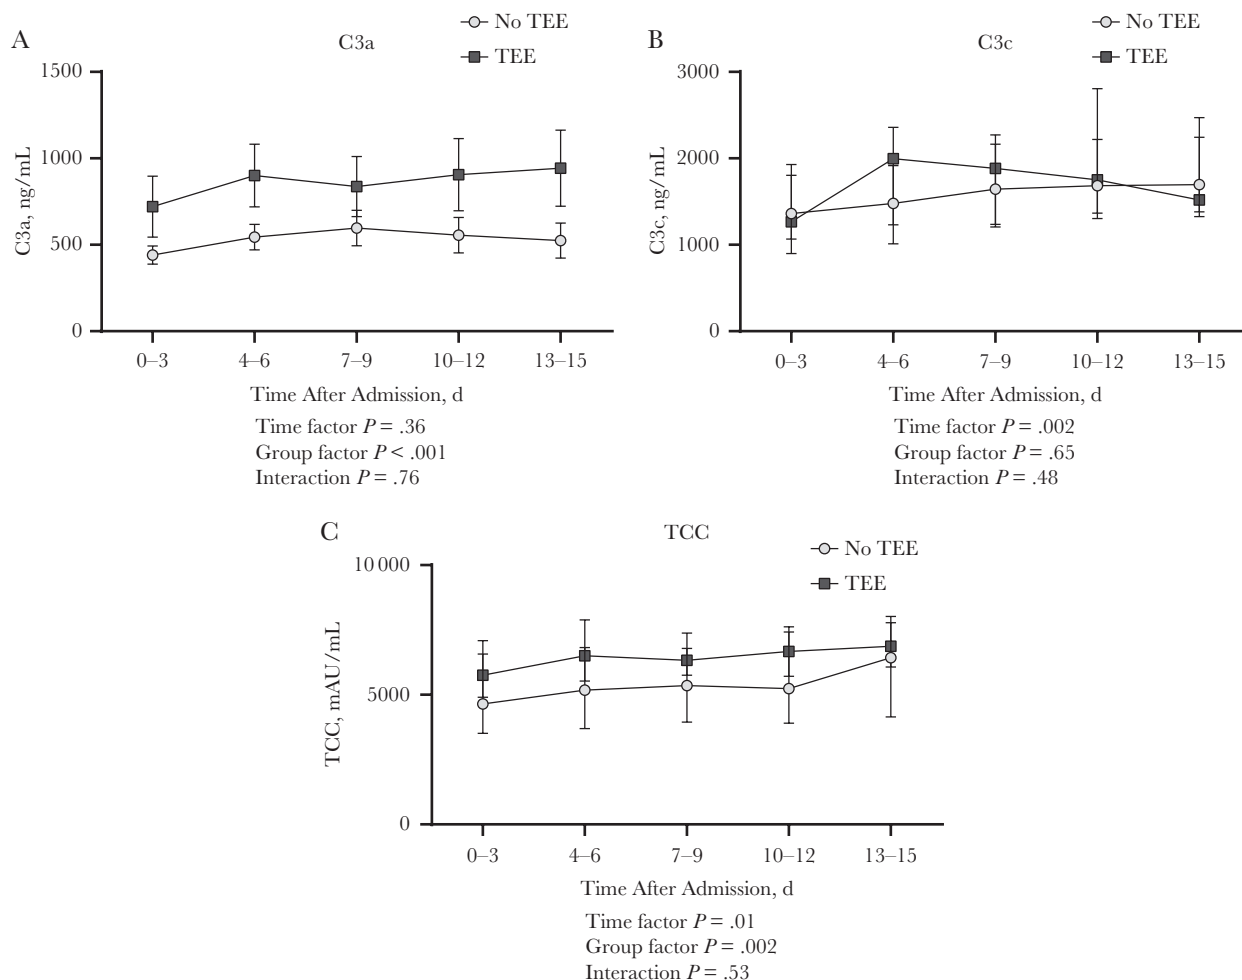 A
C3a
No TEE
TEE
1500
1000
500
0
C3a, ng/mL
0–3
4–6
7–9
10–12
13–15
Time After Admission, d
Time factor P = .36
Group factor P < .001
Interaction P = .76
B
C3c
No TEE
TEE
3000
2000
1000
0
C3c, ng/mL
0–3
4–6
7–9
10–12
13–15
Time After Admission, d
Time factor P = .002
Group factor P = .65
Interaction P = .48
C
TCC
No TEE
TEE
10 000
5000
0
TCC, mAU/mL
0–3
4–6
7–9
10–12
13–15
Time After Admission, d
Time factor P = .01
Group factor P = .002
Interaction P = .53